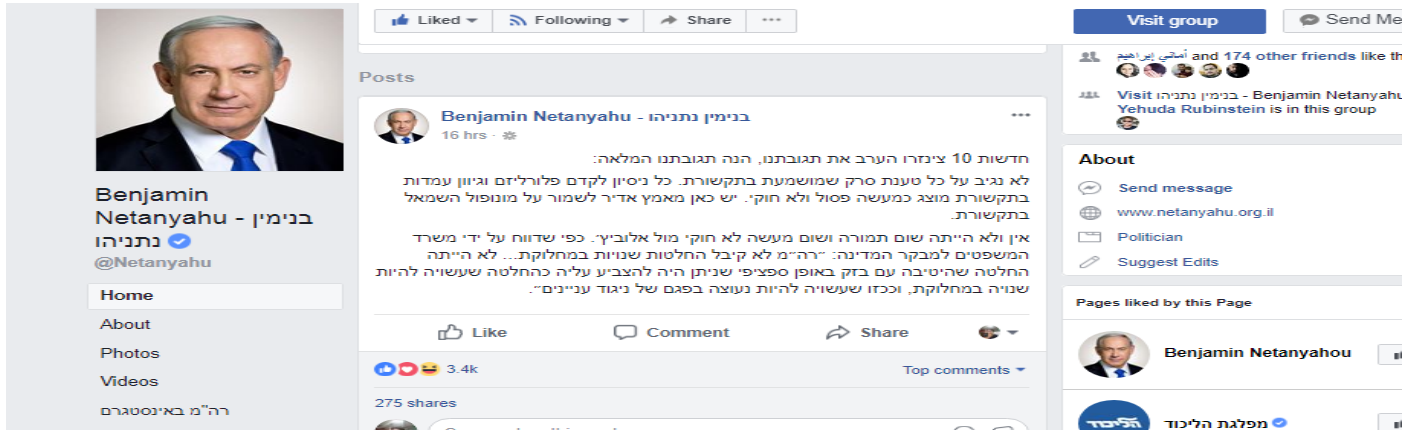 Liked
Following
Share
Visit group
Send Me
أماني إبراهيم and 174 other friends like th
Visit בנימין נתניהו - Benjamin Netanyahu
Yehuda Rubinstein is in this group
Posts
Benjamin Netanyahu - בנימין נתניהו
16 hrs
חדשות 10 צינזרו הערב את תגובתנו, הנה תגובתנו המלאה:
לא נגיב על כל טענת סרק שמושמעת בתקשורת. כל ניסיון לקדם פלורליזם וגיוון עמדות
בתקשורת מוצג כמעשה פסול ולא חוקי. יש כאן מאמץ אדיר לשמור על מונופול השמאל
בתקשורת.
אין ולא הייתה שום תמורה ושום מעשה לא חוקי מול אלוביץ׳. כפי שדווח על ידי משרד
המשפטים למבקר המדינה: ״רה״מ לא קיבל החלטות שנויות במחלוקת... לא הייתה
החלטה שהיטיבה עם בזק באופן ספציפי שניתן היה להצביע עליה כהחלטה שעשויה להיות
שנויה במחלוקת, וככזו שעשויה להיות נעוצה בפגם של ניגוד עניינים״.
Like
Comment
Share
3.4k
Top comments
275 shares
Benjamin
Netanyahu - בנימין
נתניהו
@Netanyahu
Home
About
Photos
Videos
רה"מ באינסטגרם
About
Send message
www.netanyahu.org.il
Politician
Suggest Edits
Pages liked by this Page
Benjamin Netanyahou
הליכוד
מפלגת הליכוד